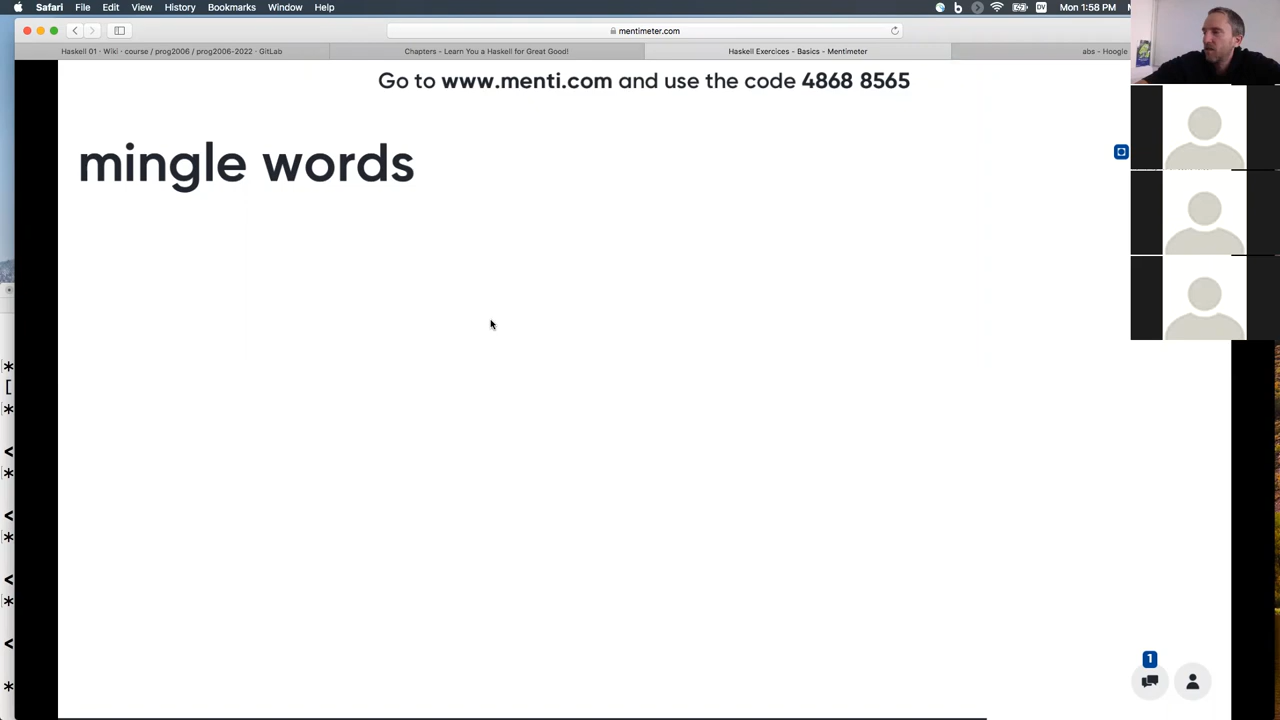 Safari File Edit View History Bookmarks Window Help
DV Mon 1:58 PM
mentimeter.com
Haskell 01 · Wiki · course / prog2006 / prog2006-2022 · GitLab
Chapters - Learn You a Haskell for Great Good!
Haskell Exercices - Basics - Mentimeter
abs - Hoogle
Go to www.menti.com and use the code 4868 8565
mingle words
*
[
*
<
*
<
*
<
*
<
*
1